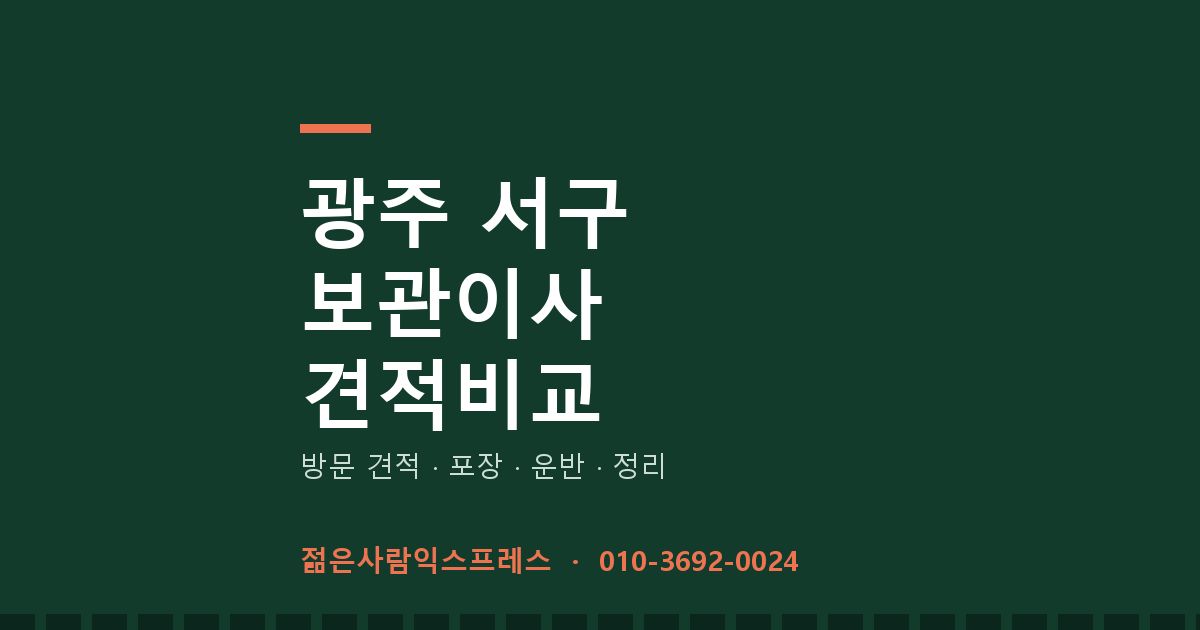 광주 서구
보관이사
견적비교
방문 견적 · 포장 · 운반 · 정리
젊은사람익스프레스 · 010-3692-0024